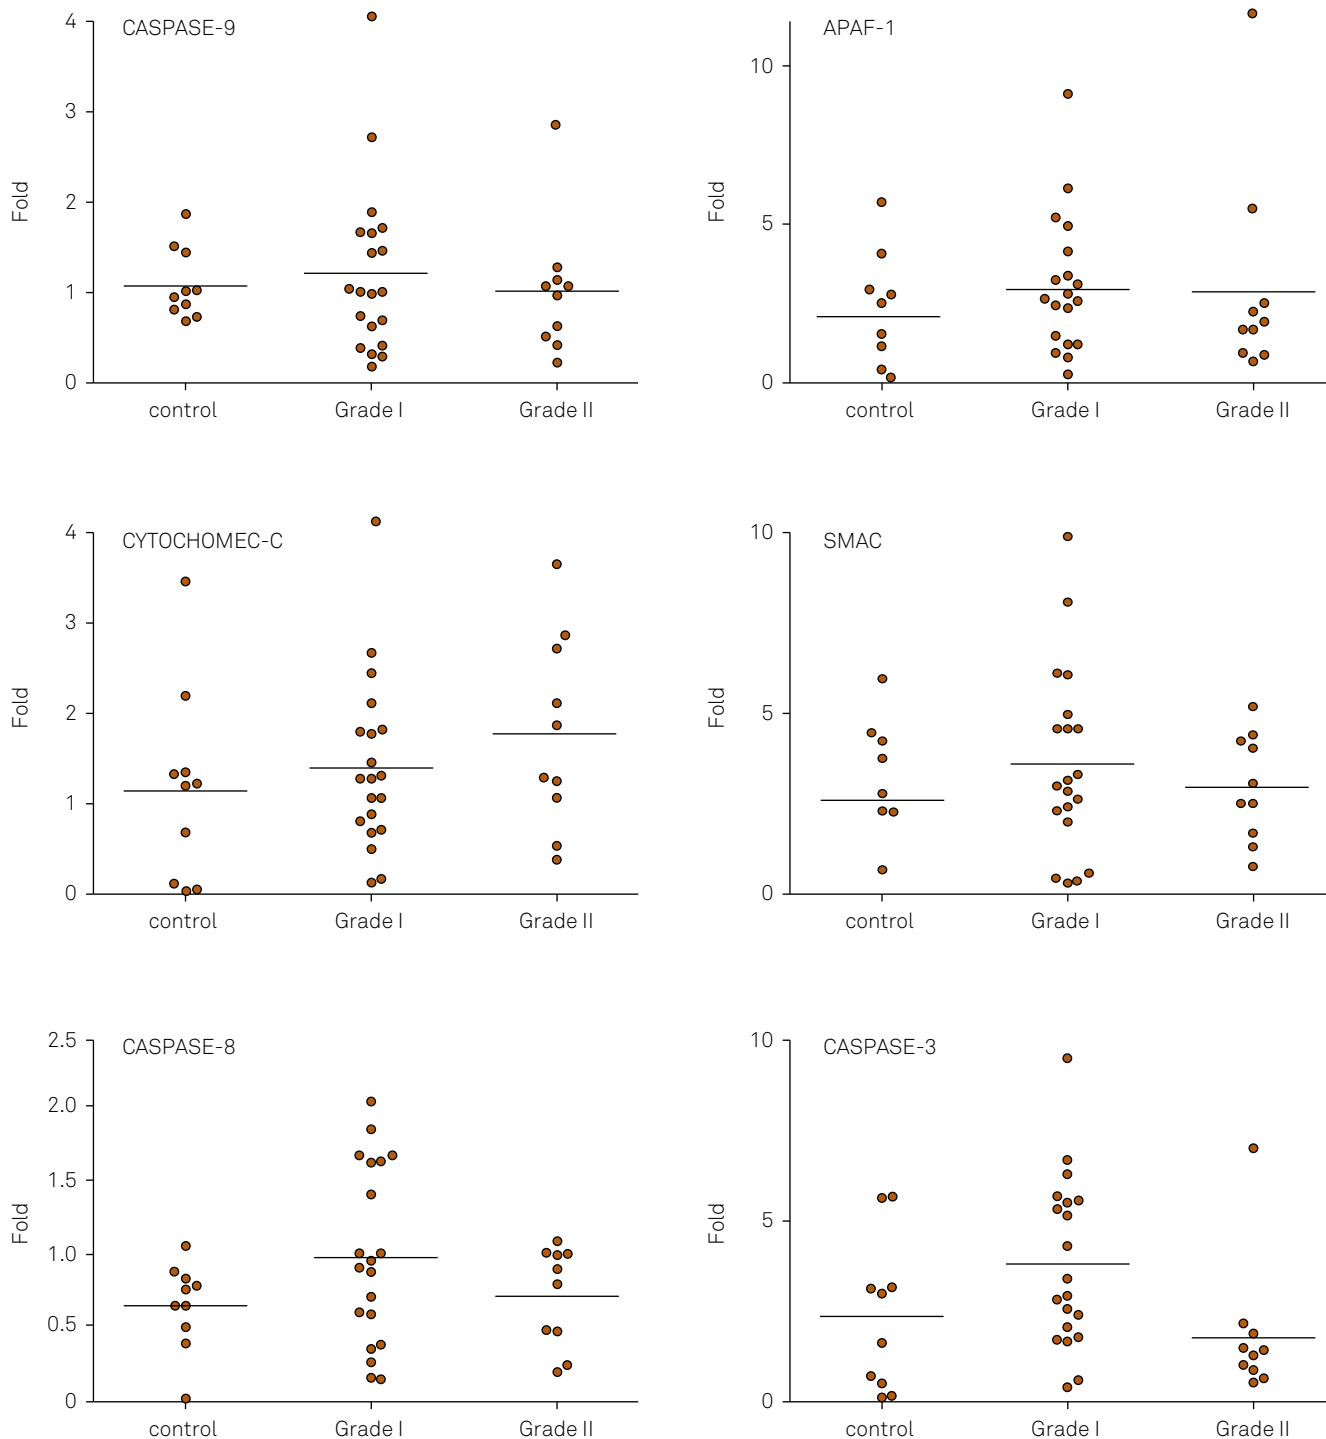 CASPASE-9
4
3
2
1
0
Fold
control
Grade I
Grade II
APAF-1
10
5
0
control
Grade I
Grade II
CYTOCHOMEC-C
4
3
2
1
0
Fold
control
Grade I
Grade II
SMAC
10
5
0
Fold
control
Grade I
Grade II
CASPASE-8
2.5
2.0
1.5
1.0
0.5
0
Fold
control
Grade I
Grade II
CASPASE-3
10
5
0
Fold
control
Grade I
Grade II
Fold